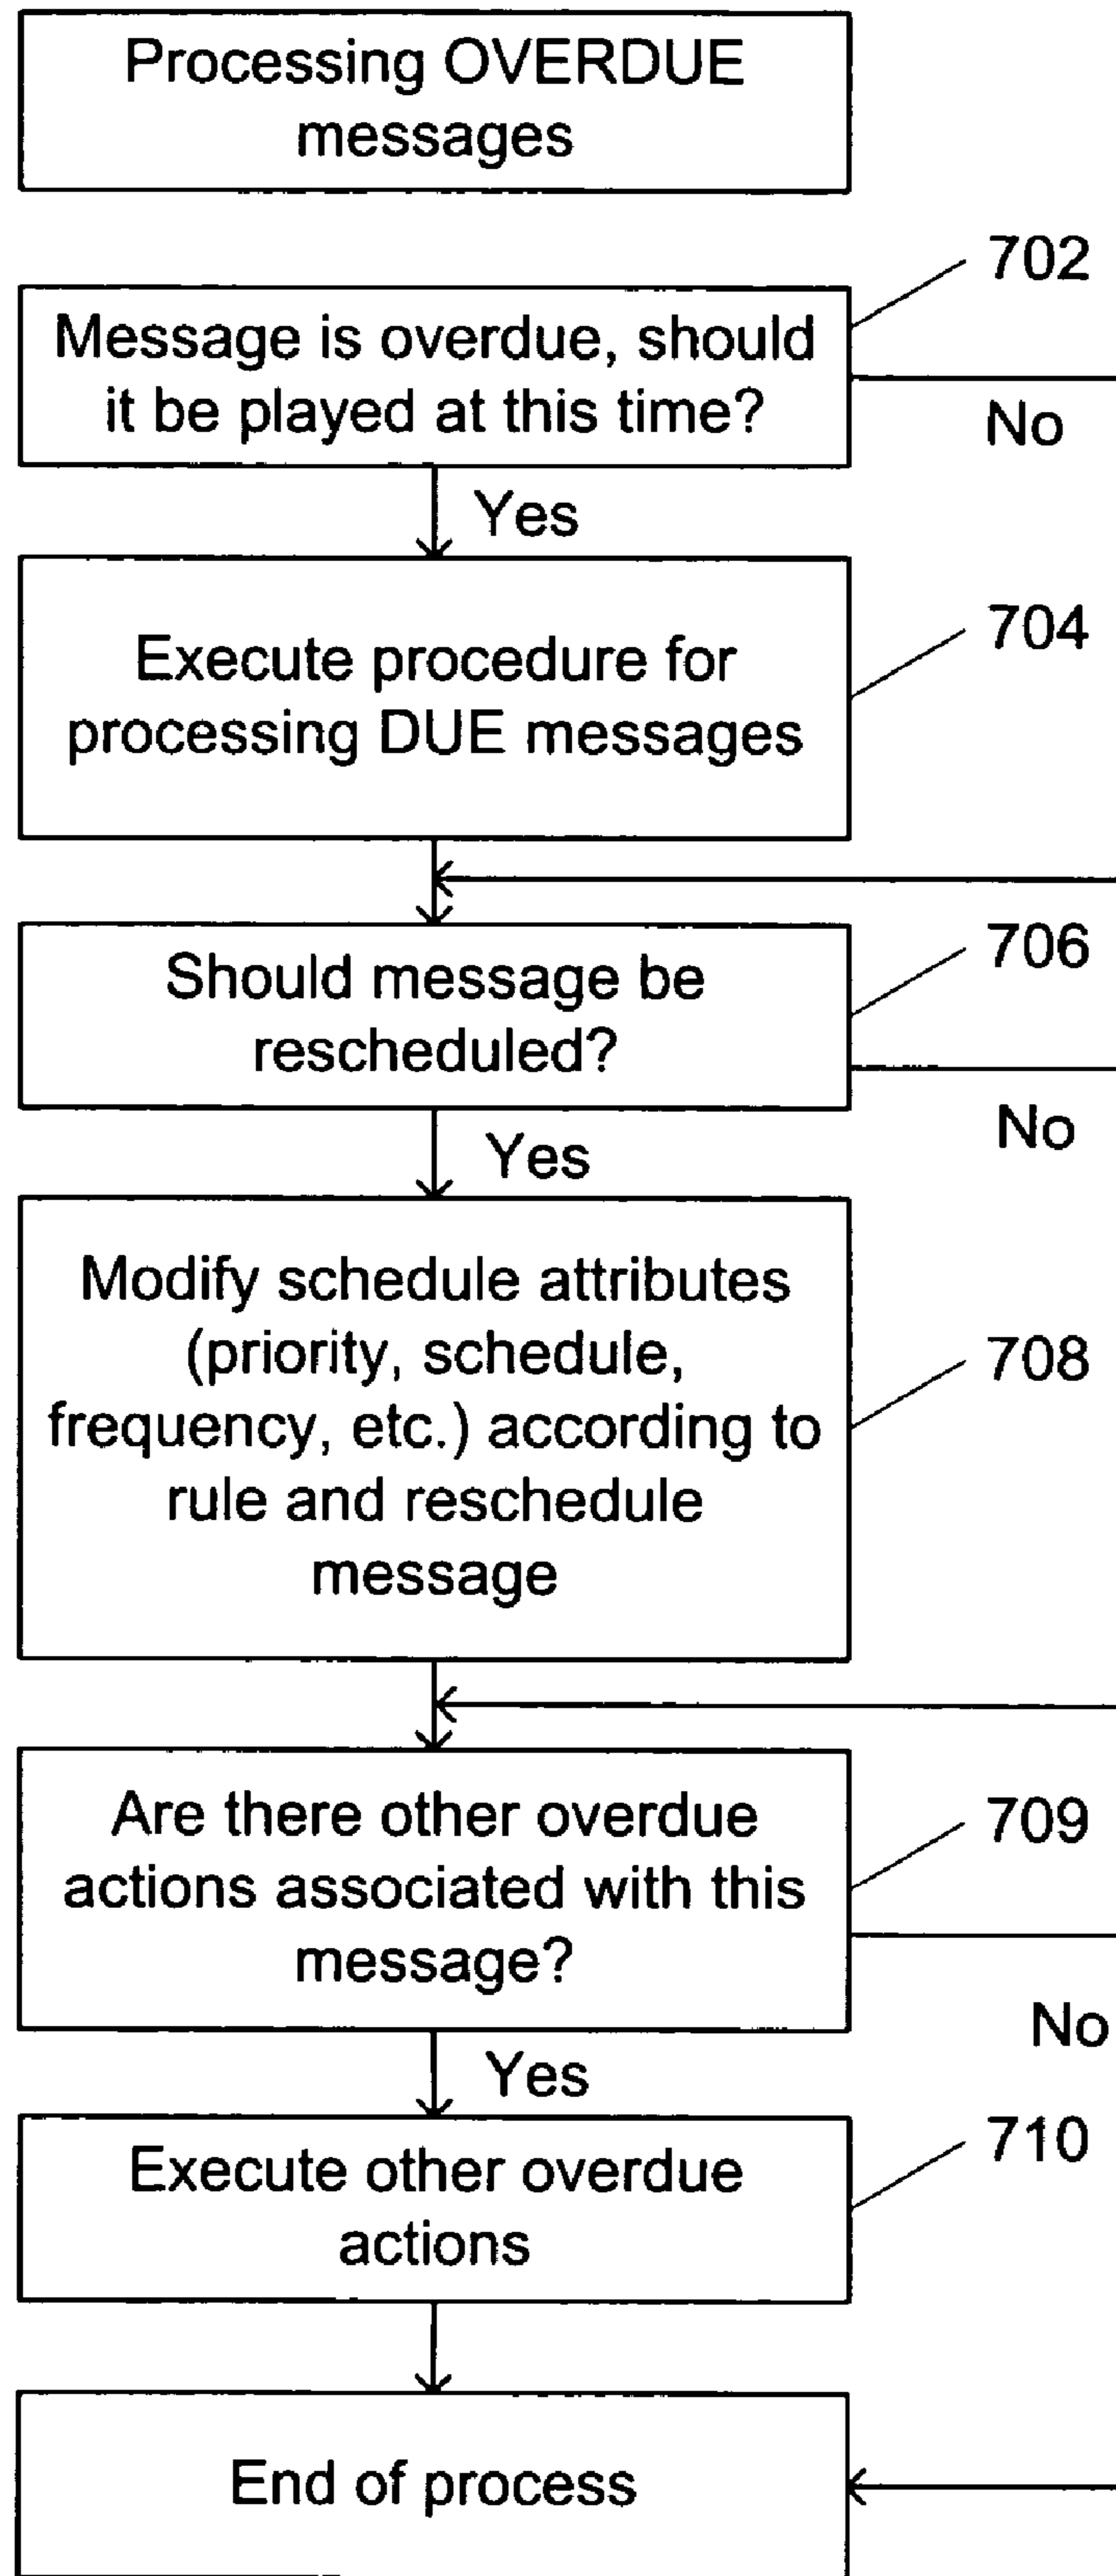 Processing OVERDUE
messages
702
Message is overdue, should
it be played at this time?
No
Yes
704
Execute procedure for
processing DUE messages
706
Should message be
rescheduled?
No
Yes
Modify schedule attributes
(priority, schedule,
frequency, etc.) according to
rule and reschedule
message
708
Are there other overdue
actions associated with this
message?
709
No
Yes
710
Execute other overdue
actions
End of process